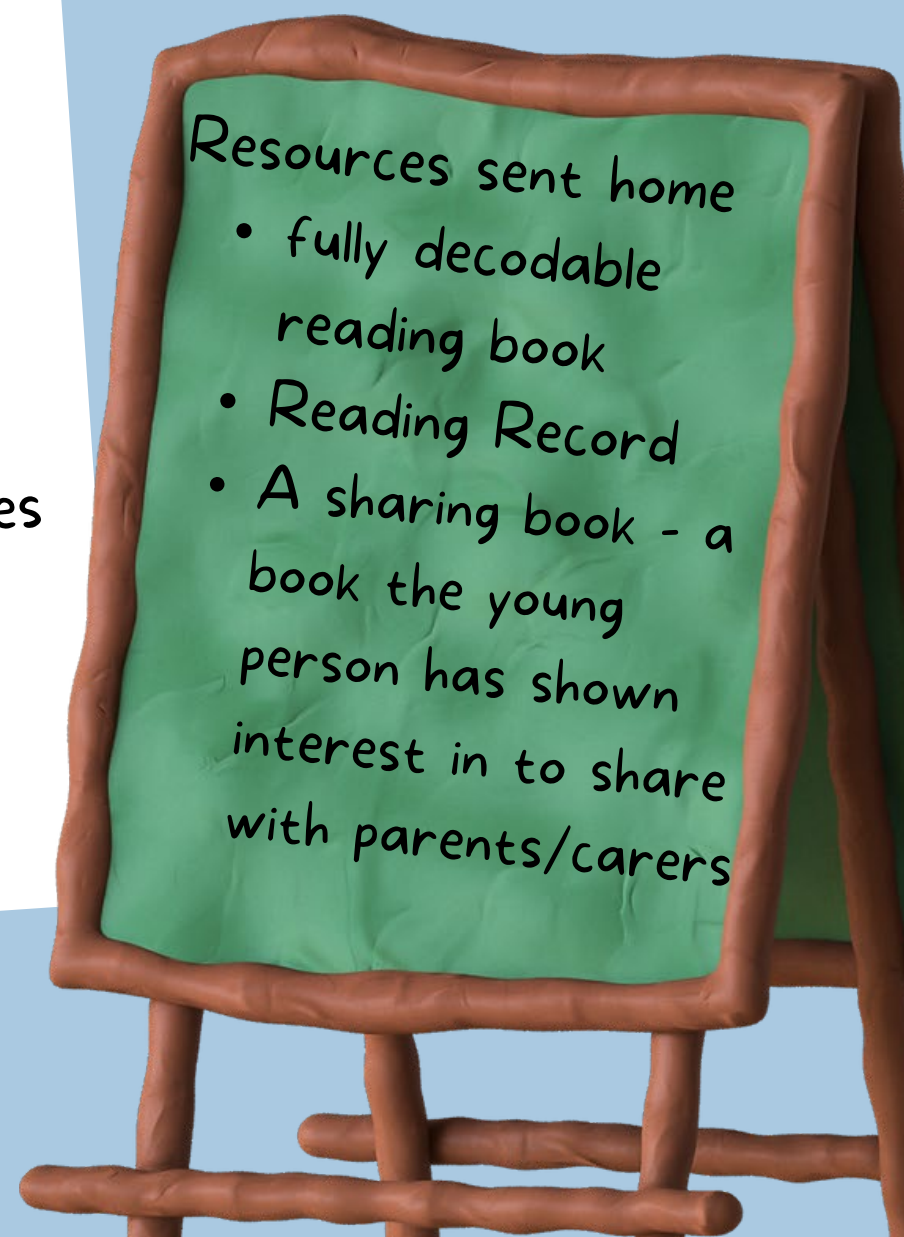 Resources sent home
• fully decodable
reading book
• Reading Record
• A sharing book - a
book the young
person has shown
interest in to share
with parents/carers